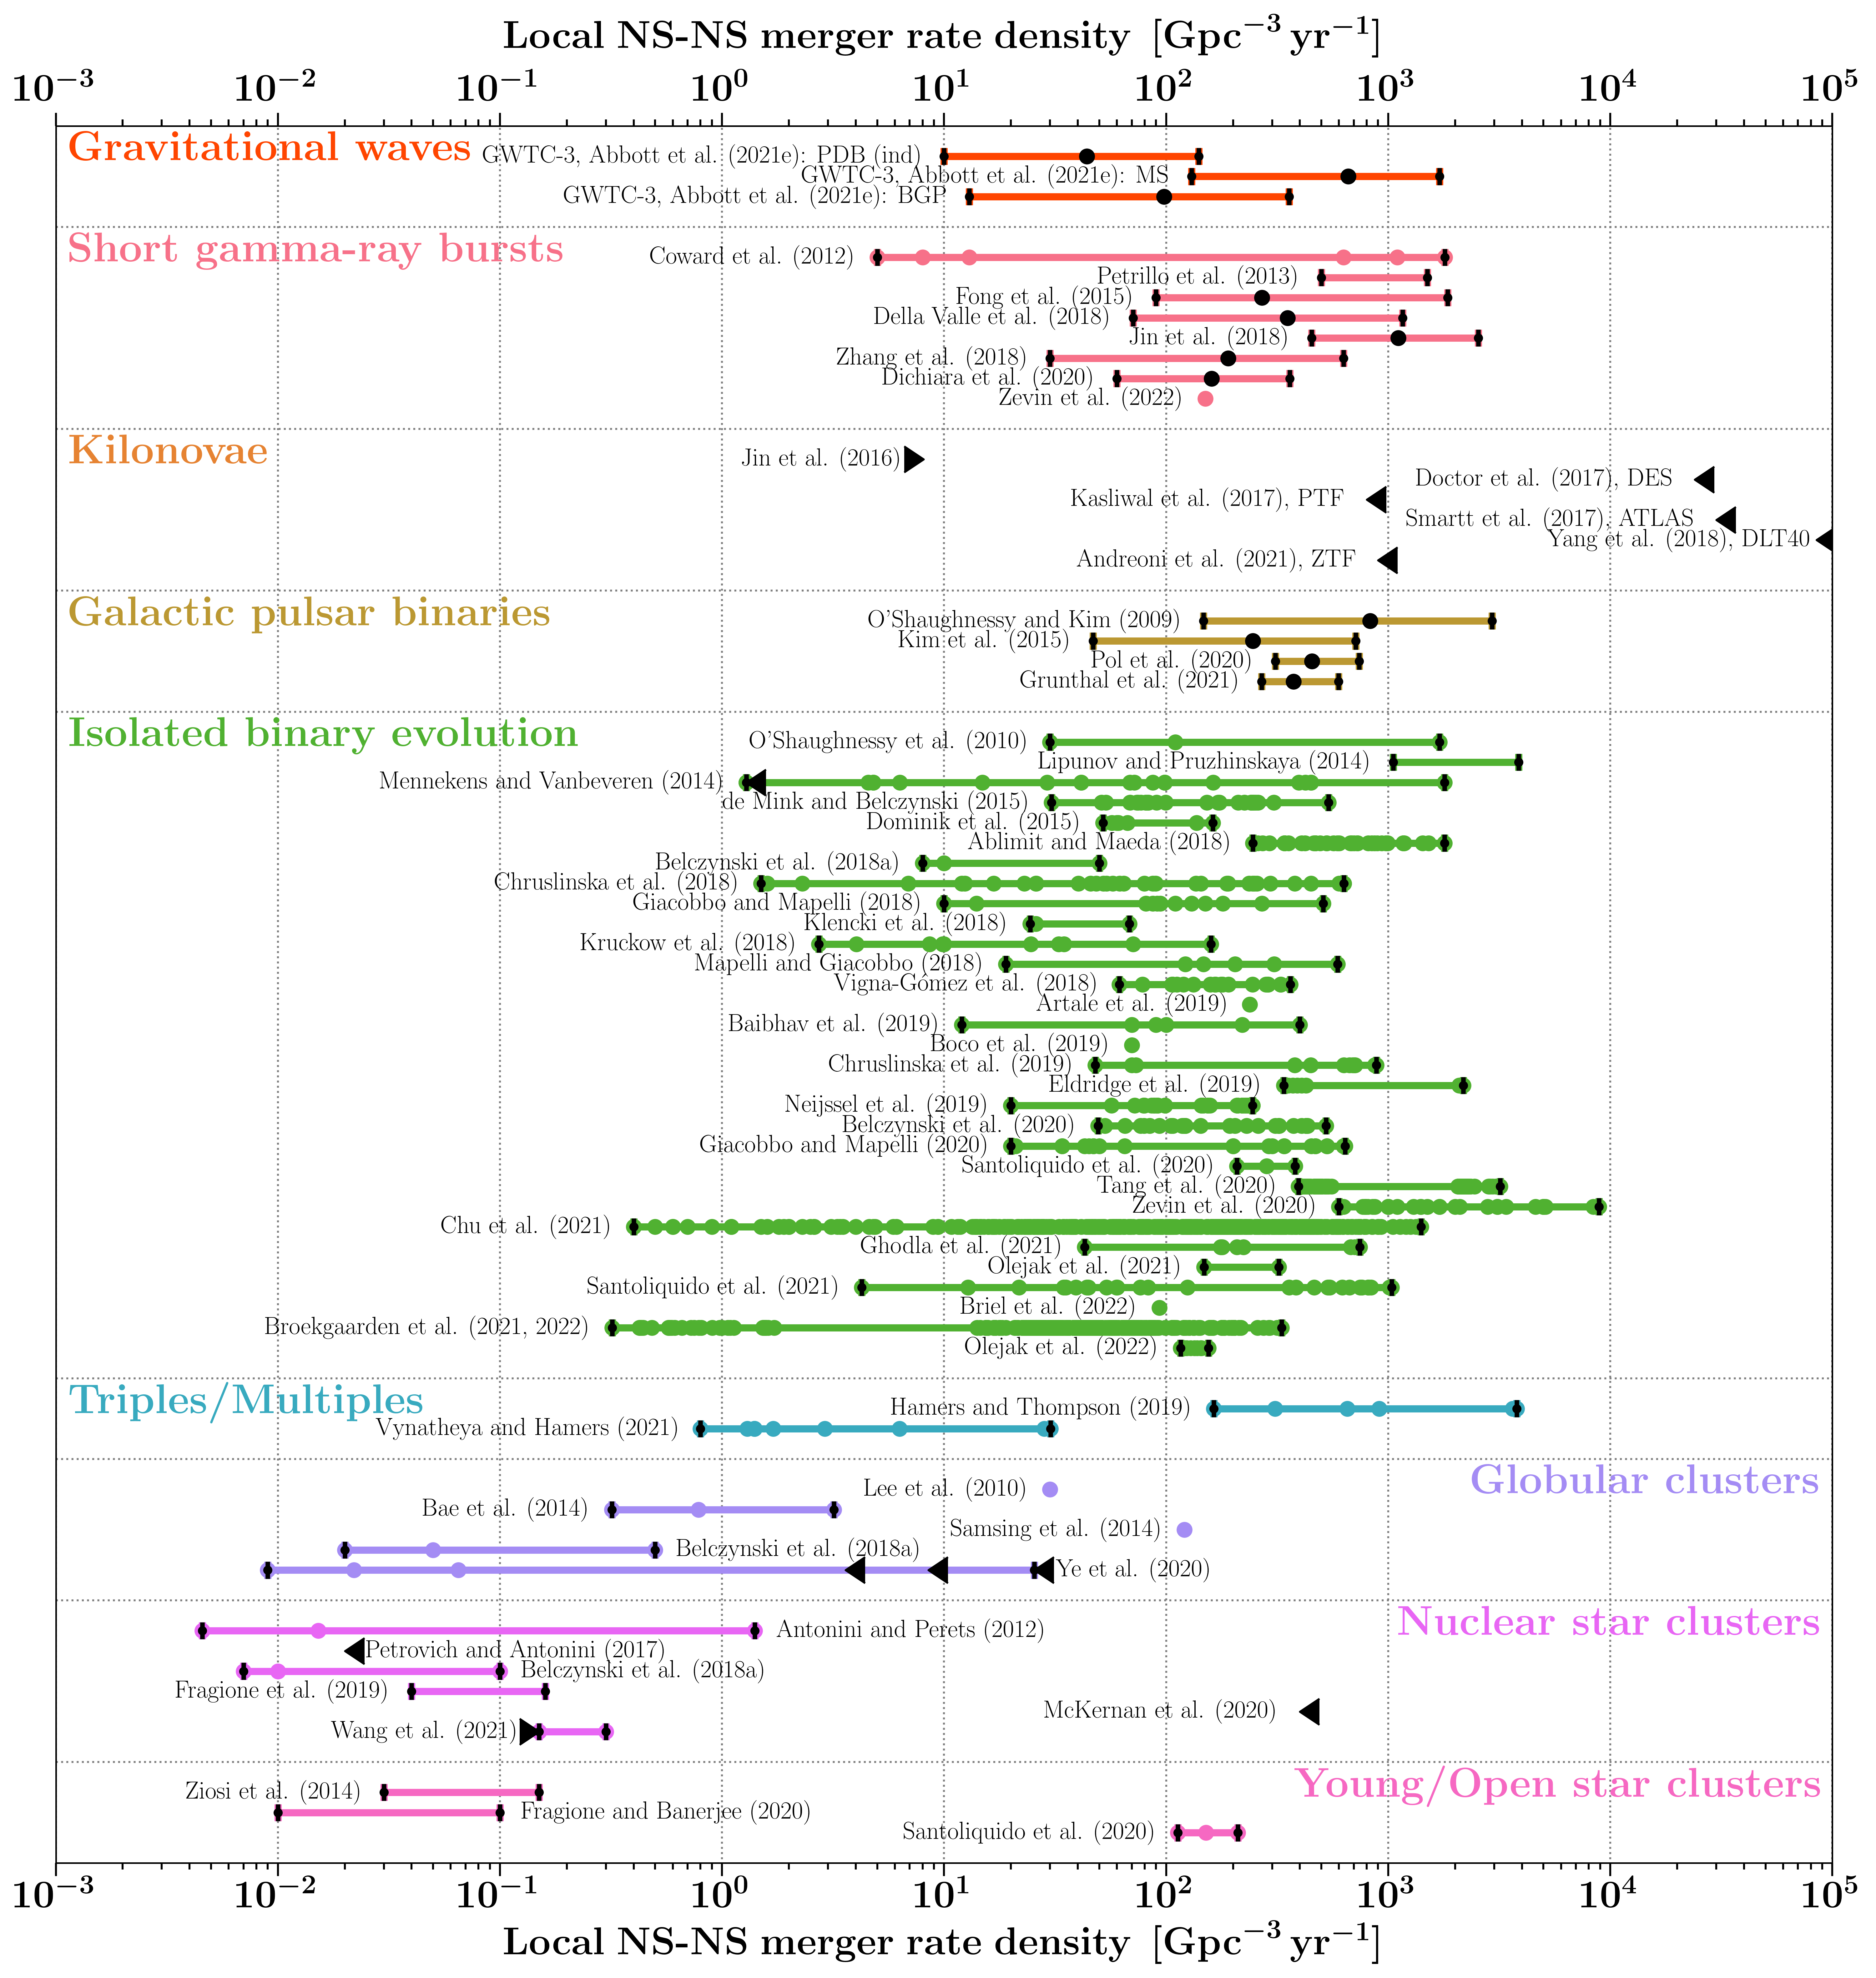 Local NS-NS merger rate density [Gpc⁻³ yr⁻¹]
10⁻³ 10⁻² 10⁻¹ 10⁰ 10¹ 10² 10³ 10⁴ 10⁵
Gravitational waves
GWTC-3, Abbott et al. (2021e): PDB (ind)
GWTC-3, Abbott et al. (2021e): MS
GWTC-3, Abbott et al. (2021e): BGP
Short gamma-ray bursts
Coward et al. (2012)
Petrillo et al. (2013)
Fong et al. (2015)
Della Valle et al. (2018)
Jin et al. (2018)
Zhang et al. (2018)
Dichiara et al. (2020)
Zevin et al. (2022)
Kilonovae
Jin et al. (2016)
Doctor et al. (2017), DES
Kasliwal et al. (2017), PTF
Smartt et al. (2017), ATLAS
Yang et al. (2018), DLT40
Andreoni et al. (2021), ZTF
Galactic pulsar binaries
O'Shaughnessy and Kim (2009)
Kim et al. (2015)
Pol et al. (2020)
Grunthal et al. (2021)
Isolated binary evolution
O'Shaughnessy et al. (2010)
Lipunov and Pruzhinskaya (2014)
Mennekens and Vanbeveren (2014)
de Mink and Belczynski (2015)
Dominik et al. (2015)
Ablimit and Maeda (2018)
Belczynski et al. (2018a)
Chruslinska et al. (2018)
Giacobbo and Mapelli (2018)
Klencki et al. (2018)
Kruckow et al. (2018)
Mapelli and Giacobbo (2018)
Vigna-Gómez et al. (2018)
Artale et al. (2019)
Baibhav et al. (2019)
Boco et al. (2019)
Chruslinska et al. (2019)
Eldridge et al. (2019)
Neijssel et al. (2019)
Belczynski et al. (2020)
Giacobbo and Mapelli (2020)
Santoliquido et al. (2020)
Tang et al. (2020)
Zevin et al. (2020)
Chu et al. (2021)
Ghodla et al. (2021)
Olejak et al. (2021)
Santoliquido et al. (2021)
Briel et al. (2022)
Broekgaarden et al. (2021, 2022)
Olejak et al. (2022)
Triples/Multiples
Hamers and Thompson (2019)
Vynatheya and Hamers (2021)
Globular clusters
Lee et al. (2010)
Bae et al. (2014)
Samsing et al. (2014)
Belczynski et al. (2018a)
Ye et al. (2020)
Nuclear star clusters
Antonini and Perets (2012)
Petrovich and Antonini (2017)
Belczynski et al. (2018a)
Fragione et al. (2019)
McKernan et al. (2020)
Wang et al. (2021)
Young/Open star clusters
Ziosi et al. (2014)
Fragione and Banerjee (2020)
Santoliquido et al. (2020)
10⁻³ 10⁻² 10⁻¹ 10⁰ 10¹ 10² 10³ 10⁴ 10⁵
Local NS-NS merger rate density [Gpc⁻³ yr⁻¹]